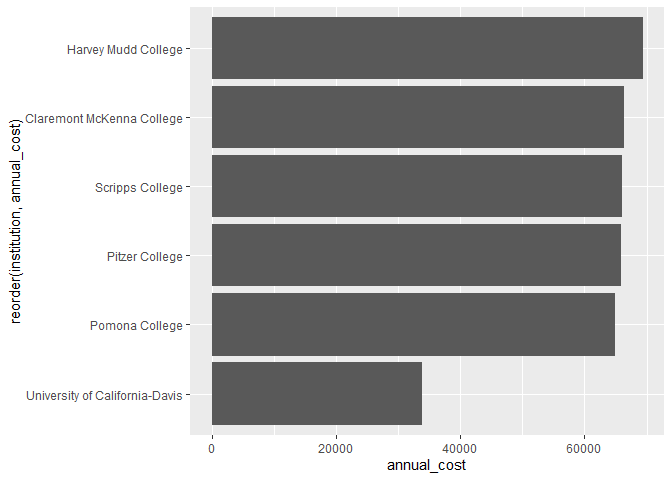 reorder(institution, annual_cost)
Harvey Mudd College
Claremont McKenna College
Scripps College
Pitzer College
Pomona College
University of California-Davis
0 20000 40000 60000
annual_cost